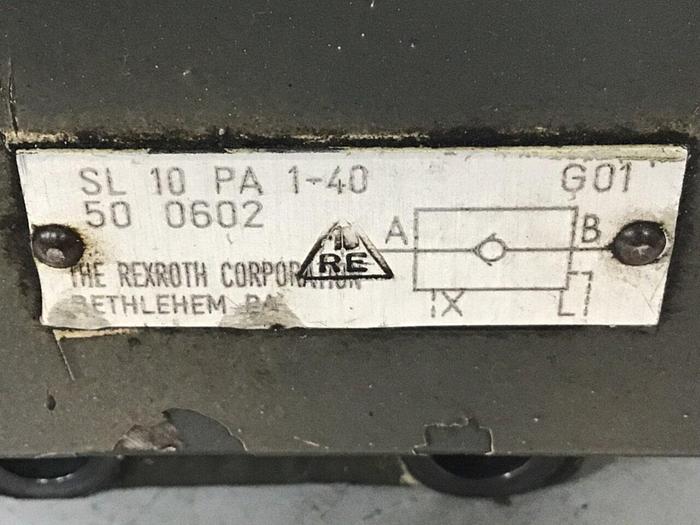 SL 10 PA 1-40 G01
50 0602
A B
RE
THE REXROTH CORPORATION
BETHLEHEM PA
X L